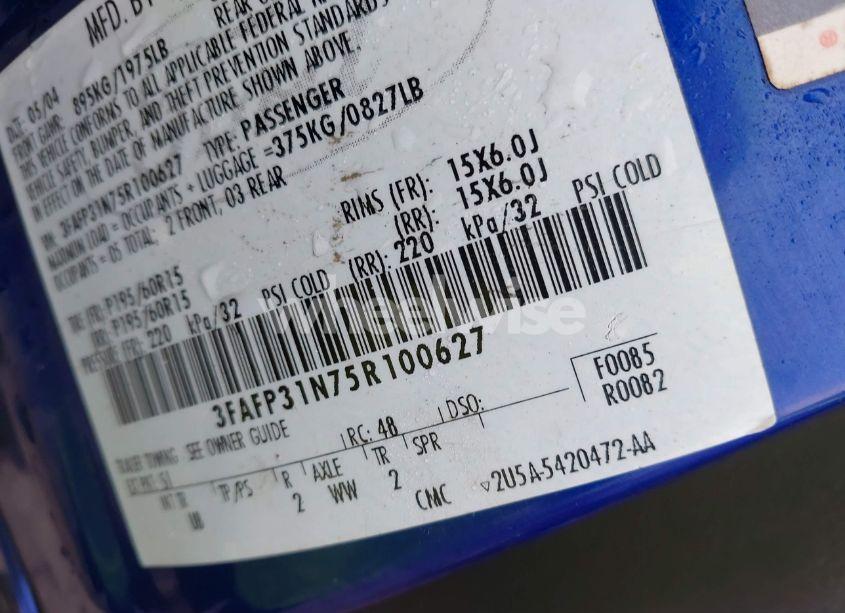 MFD. BY
REAR G
DATE: 05/04
FRONT GAWR: 895KG/1975LB
THIS VEHICLE CONFORMS TO ALL APPLICABLE FEDERAL MOTOR
VEHICLE SAFETY, BUMPER, AND THEFT PREVENTION STANDARDS
IN EFFECT ON THE DATE OF MANUFACTURE SHOWN ABOVE.
VIN: 3FAFP31N75R100627 TYPE: PASSENGER
MAXIMUM LOAD = OCCUPANTS + LUGGAGE =375KG/0827LB
OCCUPANTS = 05 TOTAL: 2 FRONT, 03 REAR
FR: P195/60R15 RIMS (FR): 15X6.0J
P195/60R15 (RR): 15X6.0J
PRESSURE FR: 220 kPa/32 PSI COLD (RR): 220 kPa/32 PSI COLD
wheelwise
3FAFP31N75R100627
TRAILER TOWING SEE OWNER GUIDE RC: 48 DSO: F0085
R0082
INT TR TP/PS R AXLE TR SPR
UB 2 WW 2
CMC 2U5A-5420472-AA